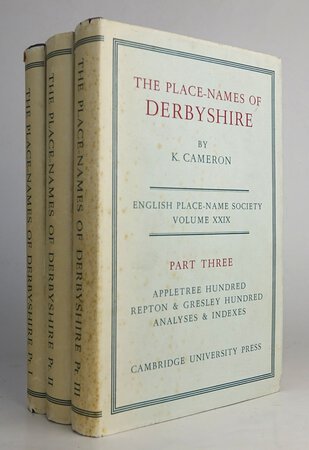 THE PLACE-NAMES OF DERBYSHIRE Pt. I
THE PLACE-NAMES OF DERBYSHIRE Pt. II
THE PLACE-NAMES OF DERBYSHIRE Pt. III
THE PLACE-NAMES OF
DERBYSHIRE
BY
K. CAMERON
ENGLISH PLACE-NAME SOCIETY
VOLUME XXIX
PART THREE
APPLETREE HUNDRED
REPTON & GRESLEY HUNDRED
ANALYSES & INDEXES
CAMBRIDGE UNIVERSITY PRESS